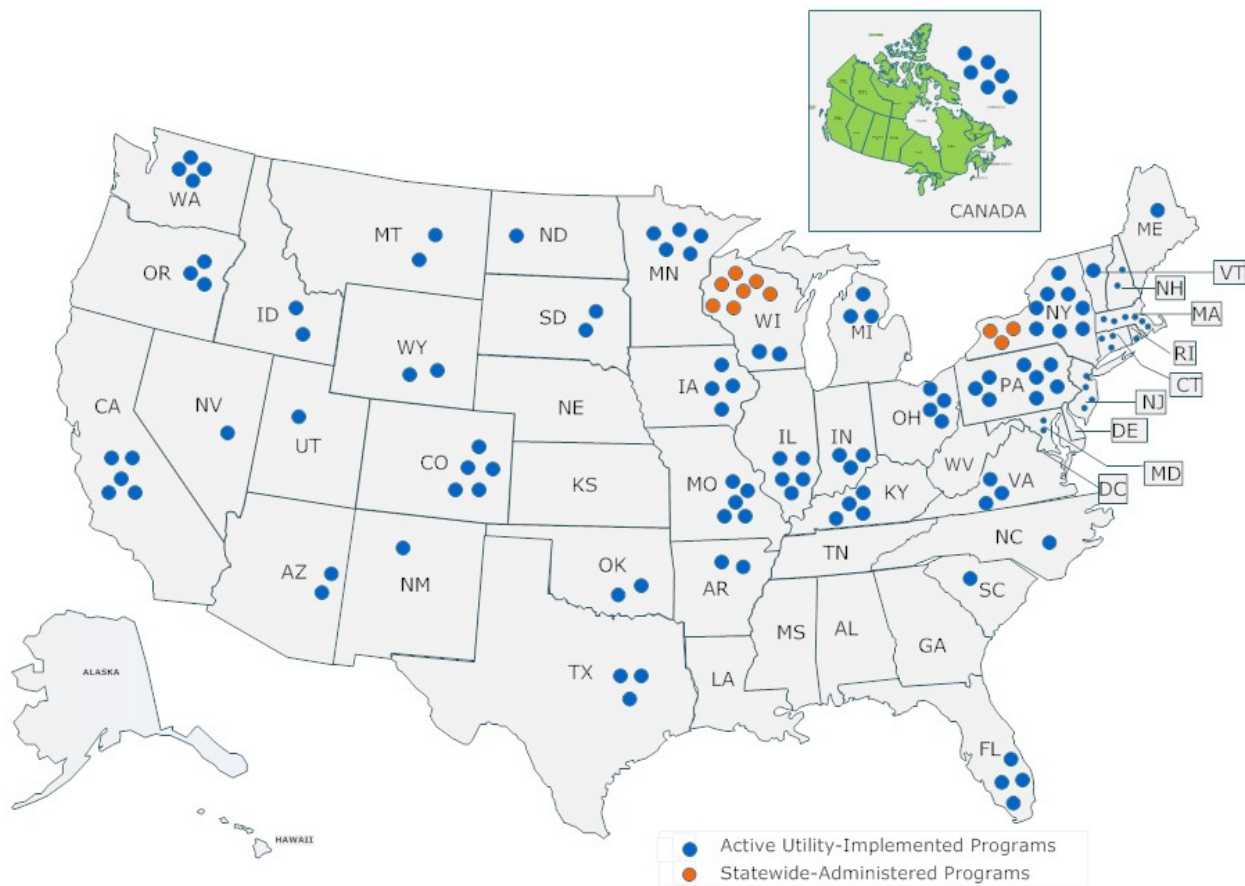 CANADA
WA
MT
ND
MN
ME
VT
NH
MA
RI
CT
NJ
DE
MD
DC
OR
ID
SD
WI
MI
NY
WY
IA
PA
CA
NV
UT
NE
CO
KS
IL
IN
OH
MO
WV
VA
KY
AZ
NM
OK
AR
TN
NC
SC
MS
AL
GA
TX
LA
FL
ALASKA
HAWAII
Active Utility-Implemented Programs
Statewide-Administered Programs